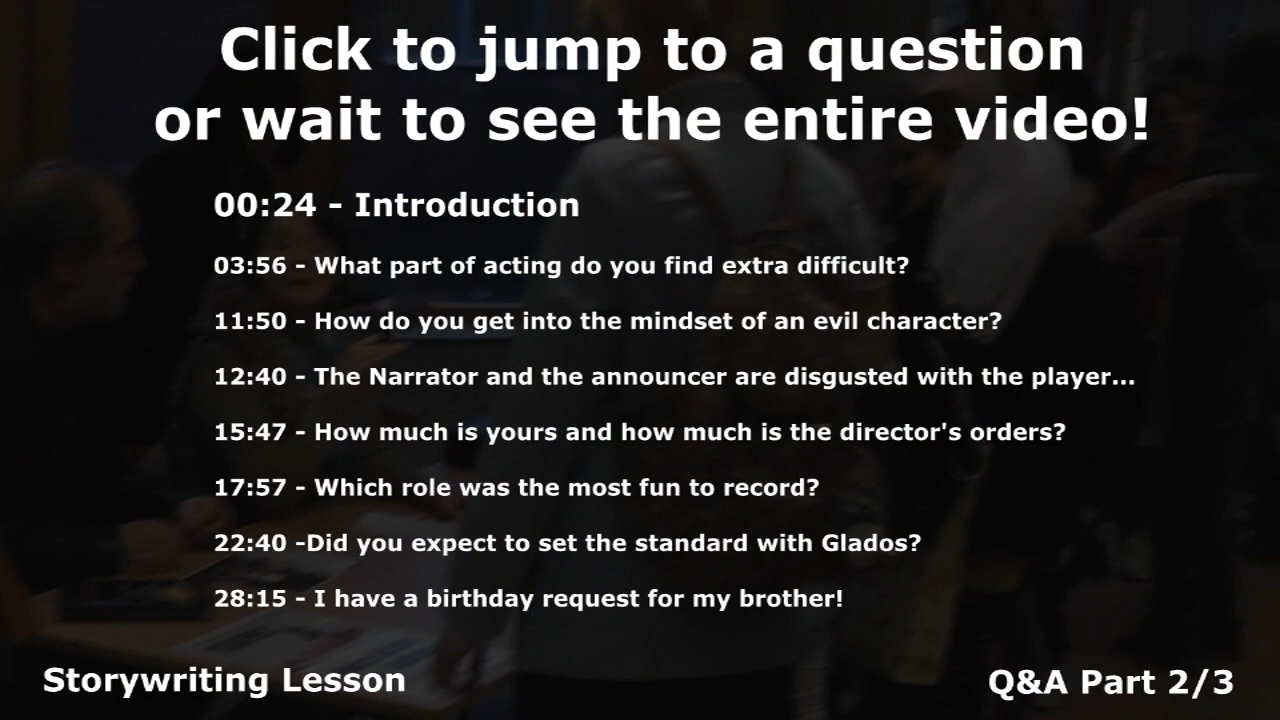 Click to jump to a question
or wait to see the entire video!
00:24 - Introduction
03:56 - What part of acting do you find extra difficult?
11:50 - How do you get into the mindset of an evil character?
12:40 - The Narrator and the announcer are disgusted with the player...
15:47 - How much is yours and how much is the director's orders?
17:57 - Which role was the most fun to record?
22:40 -Did you expect to set the standard with Glados?
28:15 - I have a birthday request for my brother!
Storywriting Lesson
Q&A Part 2/3